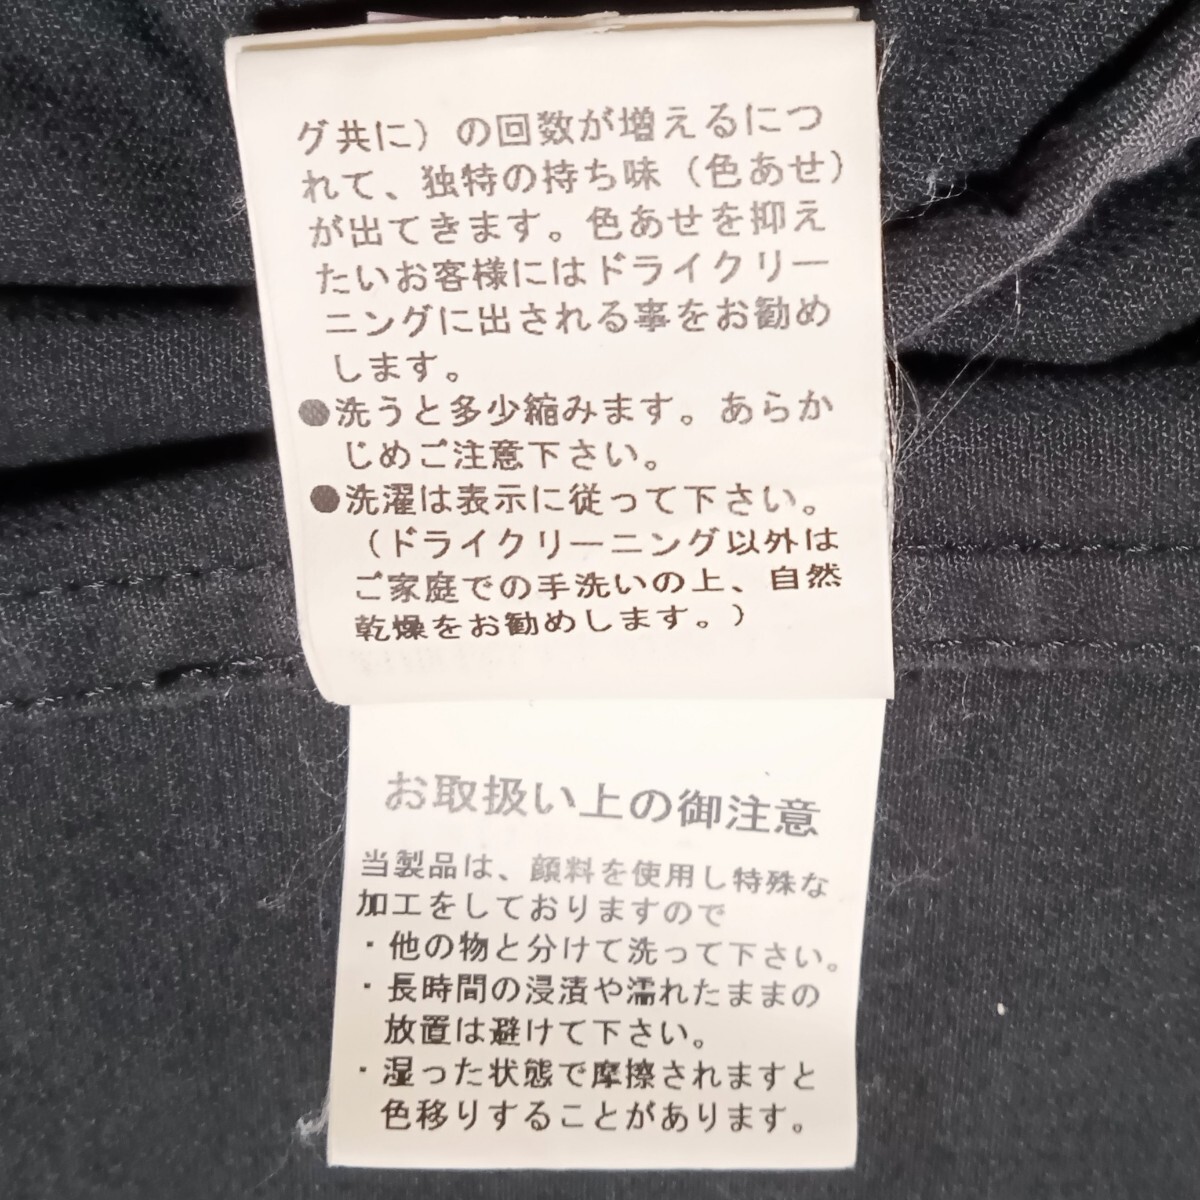 グ共に）の回数が増えるにつ
れて、独特の持ち味（色あせ）
が出てきます。色あせを抑え
たいお客様にはドライクリー
ニングに出される事をお勧め
します。
●洗うと多少縮みます。あらか
じめご注意下さい。
●洗濯は表示に従って下さい。
（ドライクリーニング以外は
ご家庭での手洗いの上、自然
乾燥をお勧めします。）
お取扱い上の御注意
当製品は、顔料を使用し特殊な
加工をしておりますので
・他の物と分けて洗って下さい。
・長時間の浸漬や濡れたままの
放置は避けて下さい。
・湿った状態で摩擦されますと
色移りすることがあります。